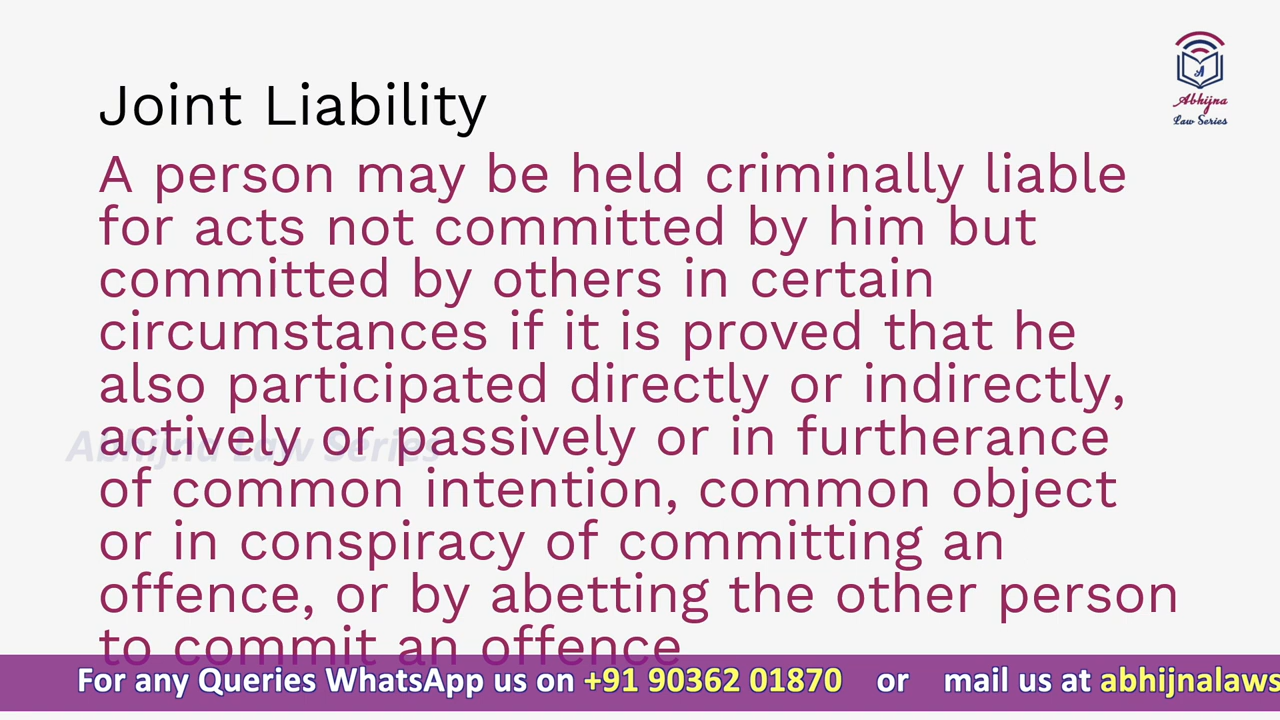 Abhijna
Law Series
Joint Liability
A person may be held criminally liable
for acts not committed by him but
committed by others in certain
circumstances if it is proved that he
also participated directly or indirectly,
actively or passively or in furtherance
Abhijna Law Series
of common intention, common object
or in conspiracy of committing an
offence, or by abetting the other person
to commit an offence
For any Queries WhatsApp us on +91 90362 01870 or mail us at abhijnalaws